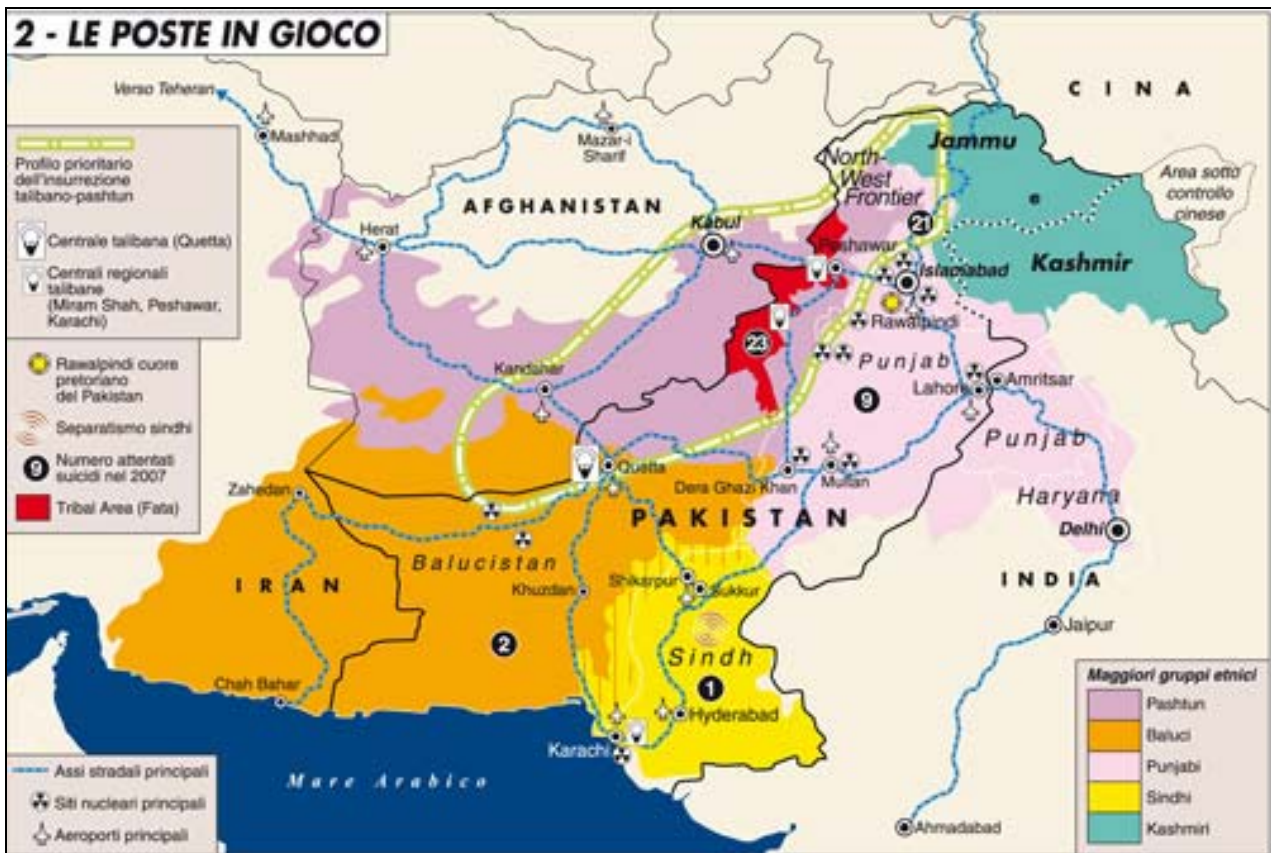 2 - LE POSTE IN GIOCO
Verso Teheran
Mashhad
Mazar-i
Sharif
CINA
Profilo prioritario
dell'insurrezione
talibano-pashtun
Centrale talibana (Quetta)
Centrali regionali
talibane
(Miram Shah, Peshawar,
Karachi)
Rawalpindi cuore
pretoriano
del Pakistan
Separatismo sindhi
9
Numero attentati
suicidi nel 2007
Tribal Area (Fata)
AFGHANISTAN
Herat
Kabul
North-
West
Frontier
Jammu
e
Kashmir
Area sotto
controllo
cinese
21
Peshawar
Islamabad
Rawalpindi
23
Punjab
9
Lahore
Amritsar
Punjab
Kandahar
Quetta
Dera Ghazi Khan
Multan
Haryana
Delhi
Zahedan
PAKISTAN
Balucistan
IRAN
Khuzdan
Shikarpur
Sukkur
INDIA
Jaipur
2
Sindh
1
Chah Bahar
Hyderabad
Karachi
Mare Arabico
Ahmadabad
Assi stradali principali
Siti nucleari principali
Aeroporti principali
Maggiori gruppi etnici
Pashtun
Baluci
Punjabi
Sindhi
Kashmiri